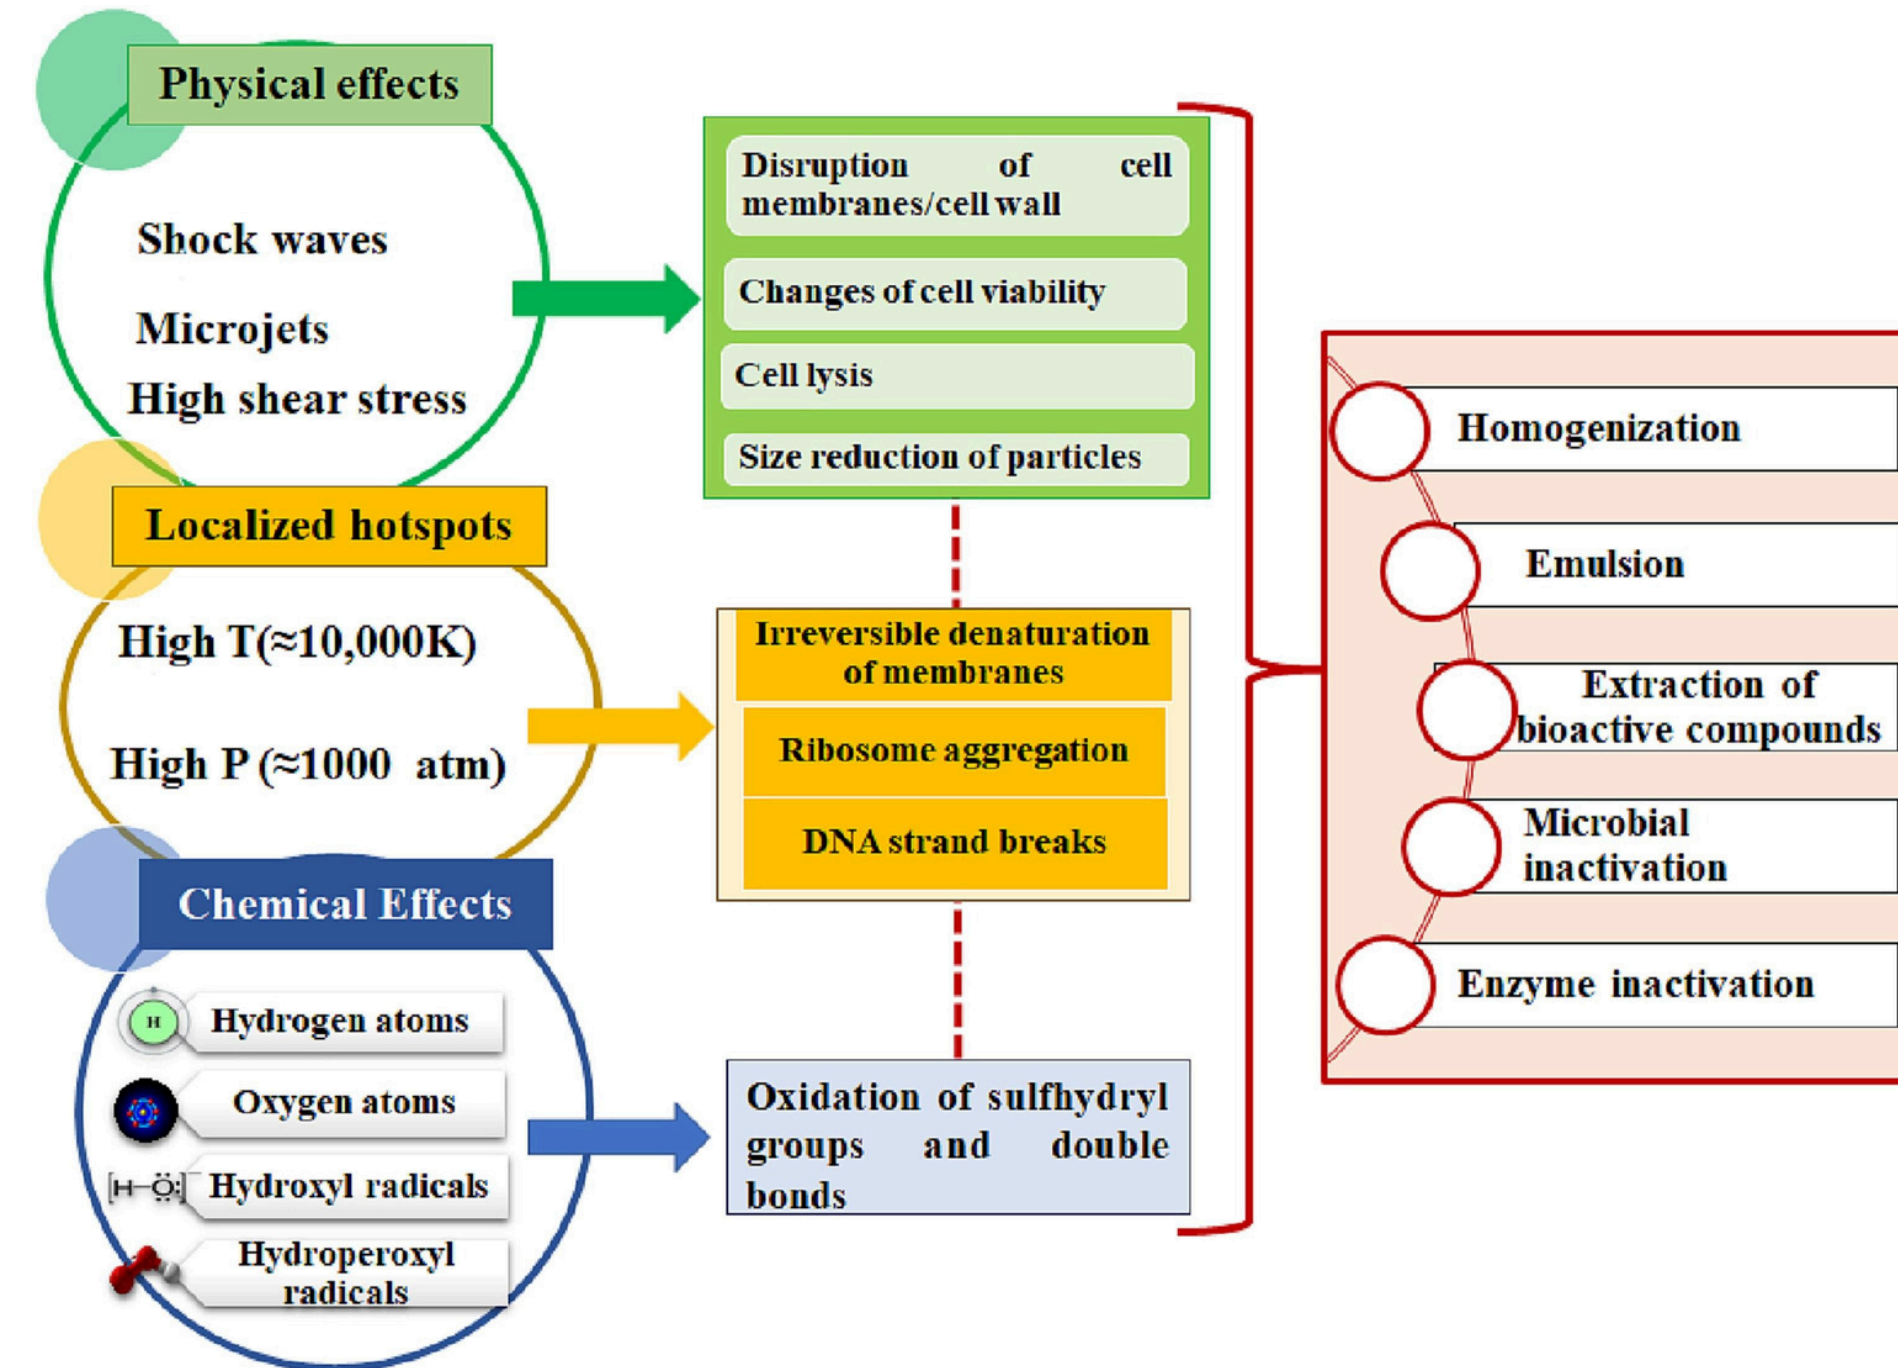 Physical effects
Shock waves
Microjets
High shear stress
Localized hotspots
High T(≈10,000K)
High P (≈1000 atm)
Chemical Effects
H
Hydrogen atoms
Oxygen atoms
[H–Ö:]⁻
Hydroxyl radicals
Hydroperoxyl
radicals
Disruption of cell
membranes/cell wall
Changes of cell viability
Cell lysis
Size reduction of particles
Irreversible denaturation
of membranes
Ribosome aggregation
DNA strand breaks
Oxidation of sulfhydryl
groups and double
bonds
Homogenization
Emulsion
Extraction of
bioactive compounds
Microbial
inactivation
Enzyme inactivation